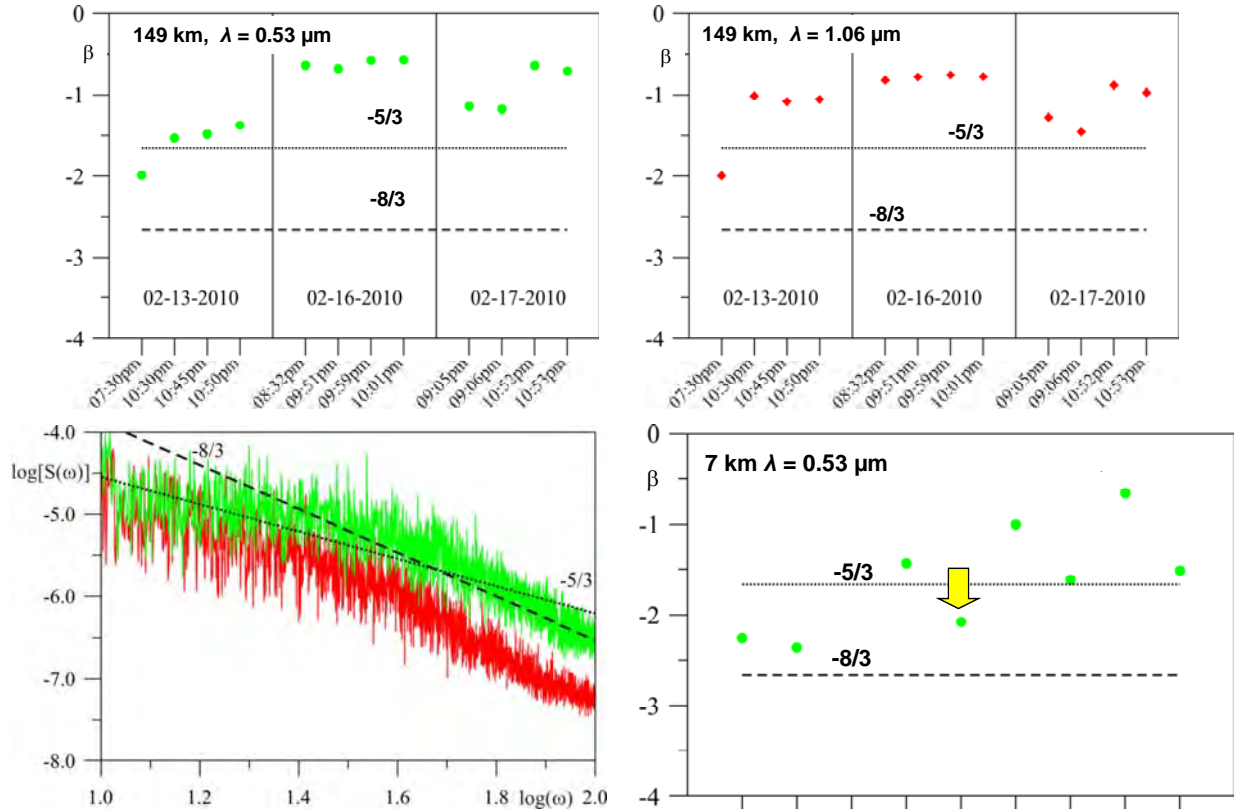 149 km, λ = 0.53 µm
β
0
-1
-2
-3
-4
-5/3
-8/3
02-13-2010
02-16-2010
02-17-2010
07:30pm
10:30pm
10:45pm
10:50pm
08:32pm
09:51pm
09:59pm
10:01pm
09:05pm
09:06pm
10:52pm
10:53pm
149 km, λ = 1.06 µm
β
0
-1
-2
-3
-4
-5/3
-8/3
02-13-2010
02-16-2010
02-17-2010
07:30pm
10:30pm
10:45pm
10:50pm
08:32pm
09:51pm
09:59pm
10:01pm
09:05pm
09:06pm
10:52pm
10:53pm
-4.0
log[S(ω)]
-5.0
-6.0
-7.0
-8.0
-8/3
-5/3
1.0
1.2
1.4
1.6
1.8
log(ω)
2.0
7 km λ = 0.53 µm
β
0
-1
-2
-3
-4
-5/3
-8/3